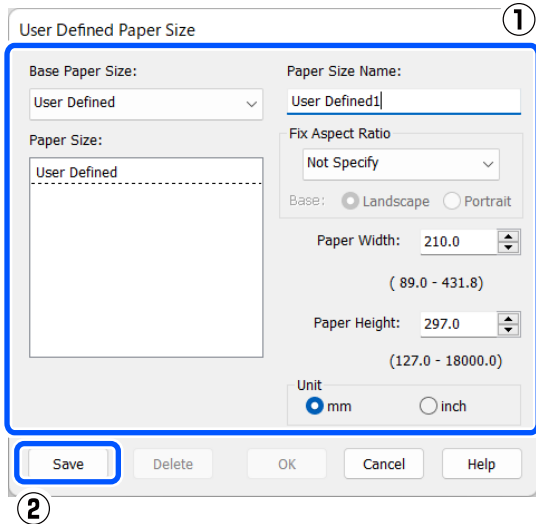 ①
User Defined Paper Size
Base Paper Size:
User Defined
Paper Size:
User Defined
Paper Size Name:
User Defined1
Fix Aspect Ratio
Not Specify
Base: Landscape Portrait
Paper Width: 210.0
( 89.0 - 431.8)
Paper Height: 297.0
(127.0 - 18000.0)
Unit
mm inch
Save Delete OK Cancel Help
②